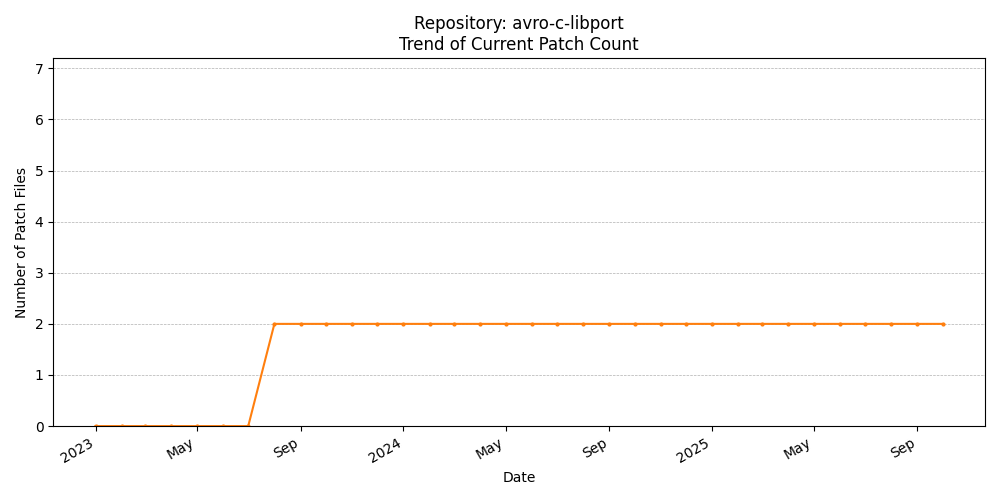 Repository: avro-c-libport
Trend of Current Patch Count
Number of Patch Files
7
6
5
4
3
2
1
0
2023
May
Sep
2024
May
Sep
2025
May
Sep
Date